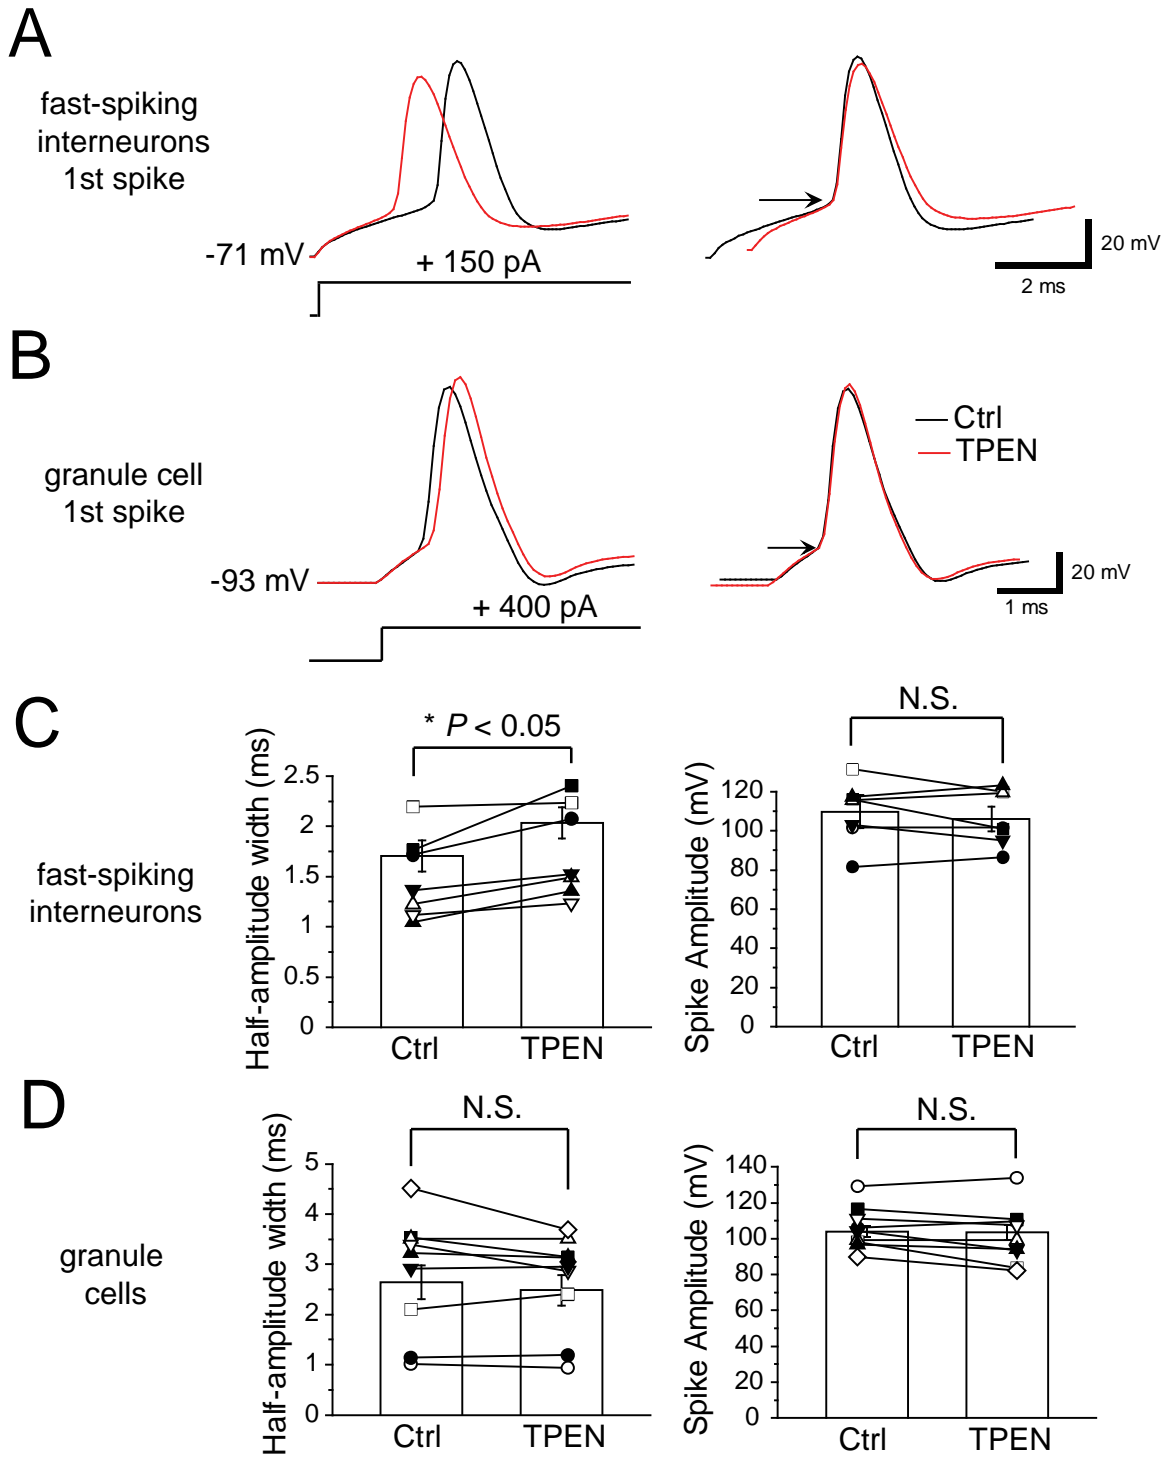 A
fast-spiking
interneurons
1st spike
-71 mV
+ 150 pA
20 mV
2 ms
B
granule cell
1st spike
Ctrl
TPEN
-93 mV
+ 400 pA
20 mV
1 ms
C
fast-spiking
interneurons
* P < 0.05
Half-amplitude width (ms)
2.5
2
1.5
1
0.5
0
Ctrl TPEN
N.S.
Spike Amplitude (mV)
120
100
80
60
40
20
0
Ctrl TPEN
D
granule
cells
N.S.
Half-amplitude width (ms)
5
4
3
2
1
0
Ctrl TPEN
N.S.
Spike Amplitude (mV)
140
120
100
80
60
40
20
0
Ctrl TPEN